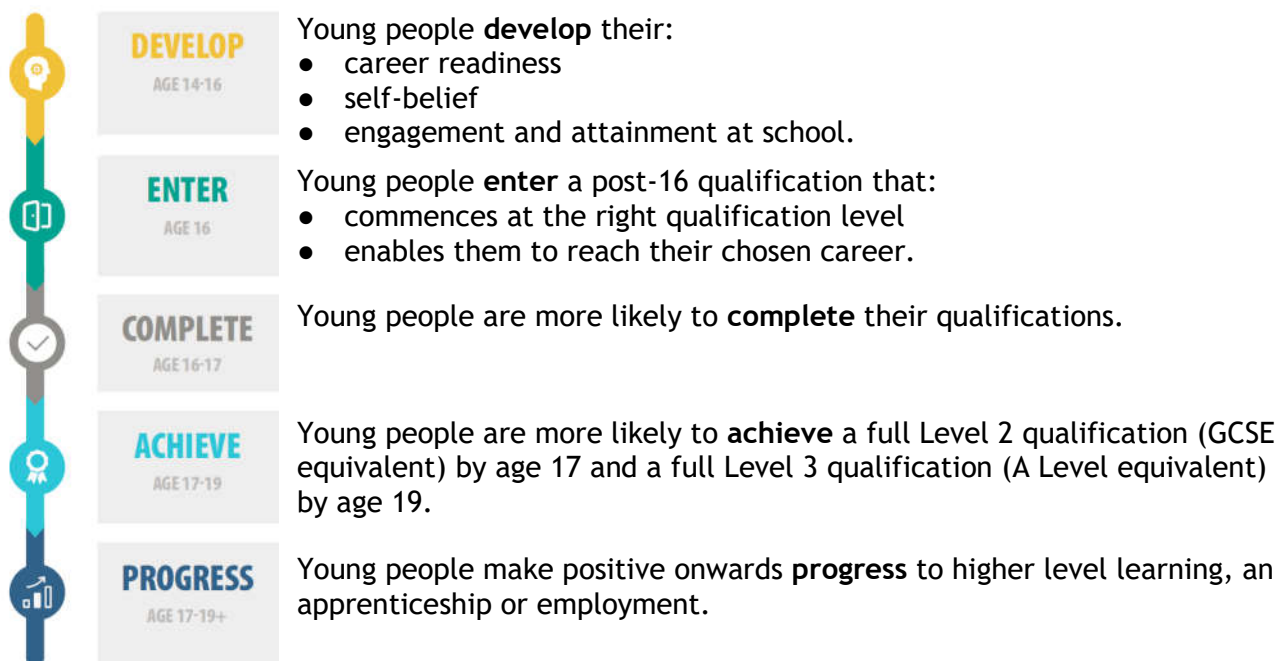 DEVELOP
AGE 14-16
Young people develop their:
● career readiness
● self-belief
● engagement and attainment at school.
ENTER
AGE 16
Young people enter a post-16 qualification that:
● commences at the right qualification level
● enables them to reach their chosen career.
COMPLETE
AGE 16-17
Young people are more likely to complete their qualifications.
ACHIEVE
AGE 17-19
Young people are more likely to achieve a full Level 2 qualification (GCSE
equivalent) by age 17 and a full Level 3 qualification (A Level equivalent)
by age 19.
PROGRESS
AGE 17-19+
Young people make positive onwards progress to higher level learning, an
apprenticeship or employment.